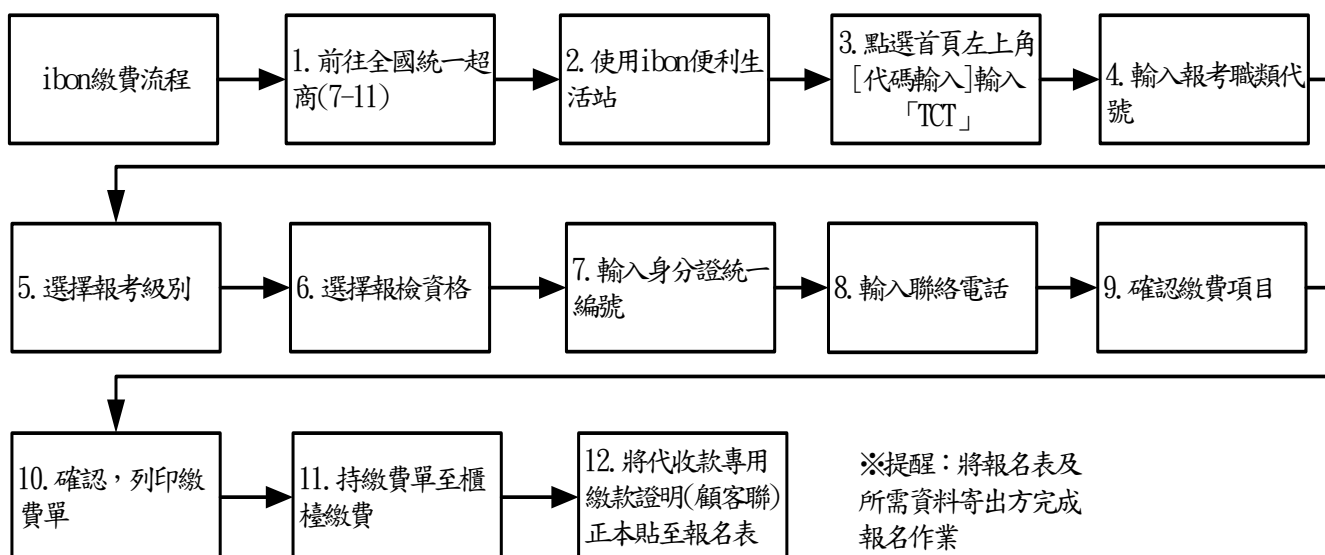 ibon繳費流程
1.前往全國統一超
商(7-11)
2.使用ibon便利生
活站
3.點選首頁左上角
[代碼輸入]輸入
「TCT」
4.輸入報考職類代
號
5.選擇報考級別
6.選擇報檢資格
7.輸入身分證統一
編號
8.輸入聯絡電話
9.確認繳費項目
10.確認，列印繳
費單
11.持繳費單至櫃
檯繳費
12.將代收款專用
繳款證明(顧客聯)
正本貼至報名表
※提醒：將報名表及
所需資料寄出方完成
報名作業